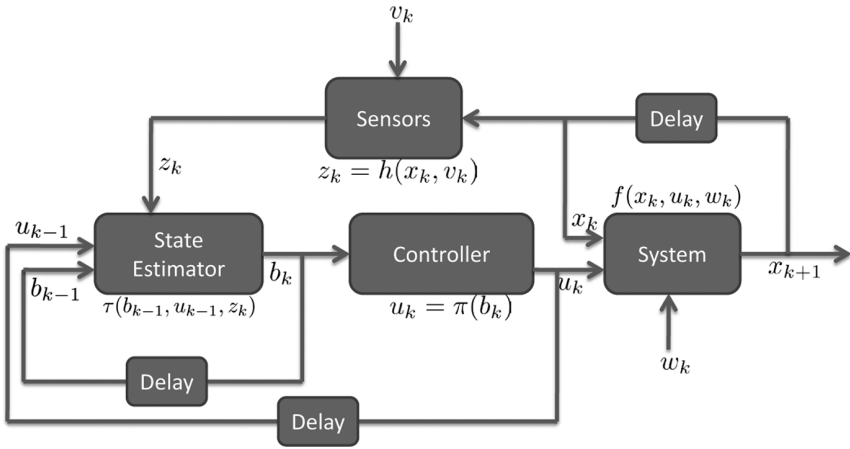 v_k
Sensors
Delay
z_k = h(x_k, v_k)
z_k
f(x_k, u_k, w_k)
x_k
u_{k-1}
State
Estimator
b_k
Controller
System
b_{k-1}
u_k
x_{k+1}
τ(b_{k-1}, u_{k-1}, z_k)
u_k = π(b_k)
w_k
Delay
Delay